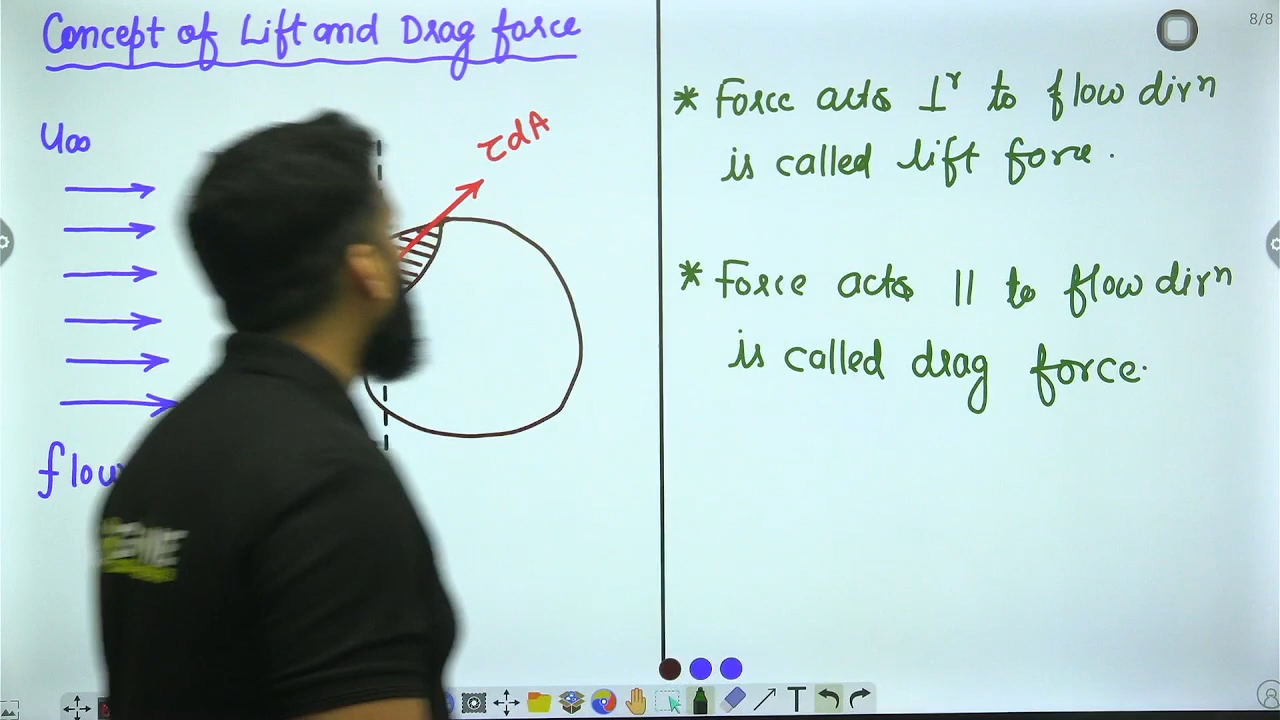 Concept of Lift and Drag force
U∞
τdA
flow
* Force acts ⊥r to flow dirn
is called lift force.
* Force acts || to flow dirn
is called drag force.
8/8
T